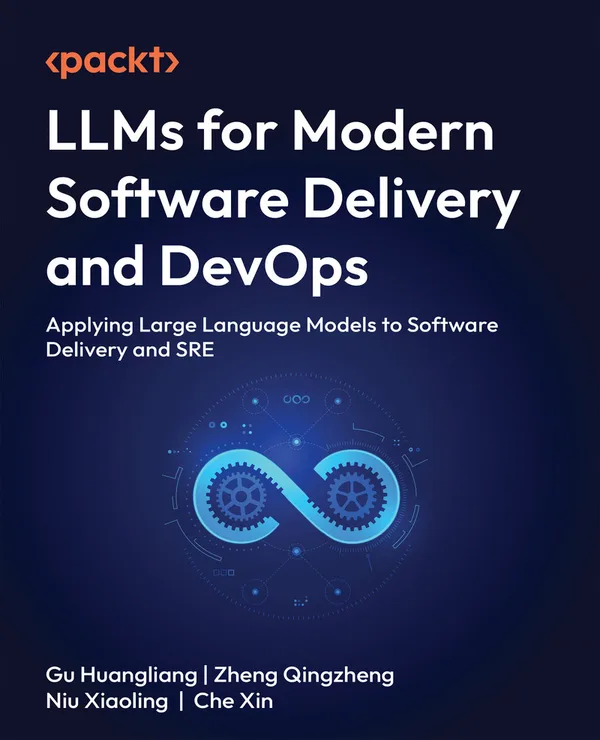 <packt>
LLMs for Modern
Software Delivery
and DevOps
Applying Large Language Models to Software
Delivery and SRE
Gu Huangliang | Zheng Qingzheng
Niu Xiaoling | Che Xin